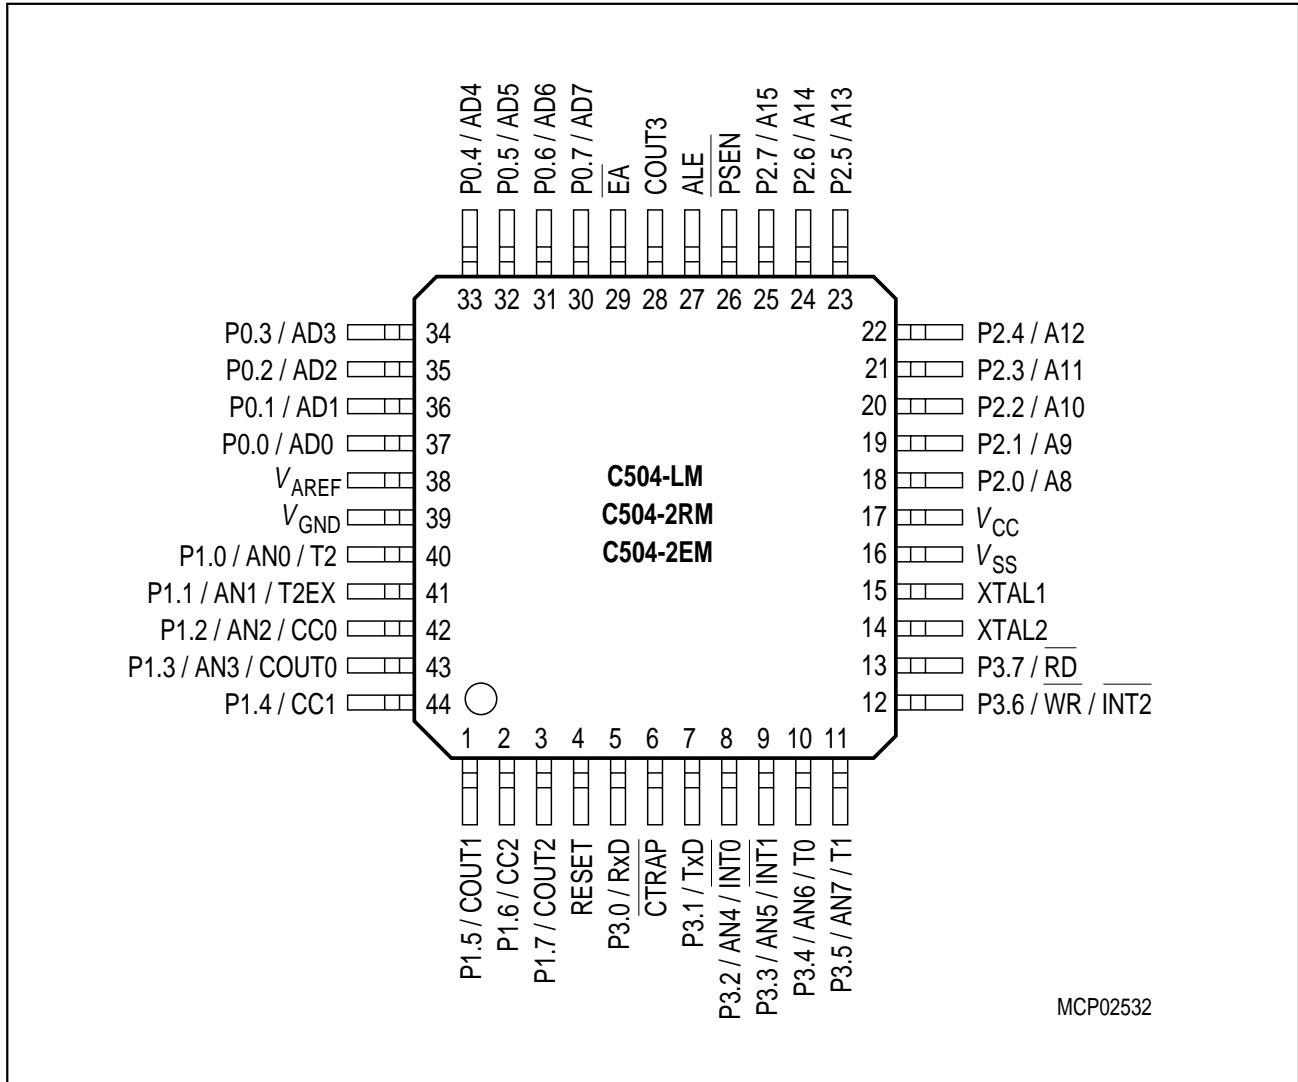 P0.4 / AD4
P0.5 / AD5
P0.6 / AD6
P0.7 / AD7
EA
COUT3
ALE
PSEN
P2.7 / A15
P2.6 / A14
P2.5 / A13
33 32 31 30 29 28 27 26 25 24 23
P0.3 / AD3 34
P0.2 / AD2 35
P0.1 / AD1 36
P0.0 / AD0 37
VAREF 38
VGND 39
P1.0 / AN0 / T2 40
P1.1 / AN1 / T2EX 41
P1.2 / AN2 / CC0 42
P1.3 / AN3 / COUT0 43
P1.4 / CC1 44
C504-LM
C504-2RM
C504-2EM
22 P2.4 / A12
21 P2.3 / A11
20 P2.2 / A10
19 P2.1 / A9
18 P2.0 / A8
17 VCC
16 VSS
15 XTAL1
14 XTAL2
13 P3.7 / RD
12 P3.6 / WR / INT2
1 2 3 4 5 6 7 8 9 10 11
P1.5 / COUT1
P1.6 / CC2
P1.7 / COUT2
RESET
P3.0 / RxD
CTRAP
P3.1 / TxD
P3.2 / AN4 / INT0
P3.3 / AN5 / INT1
P3.4 / AN6 / T0
P3.5 / AN7 / T1
MCP02532